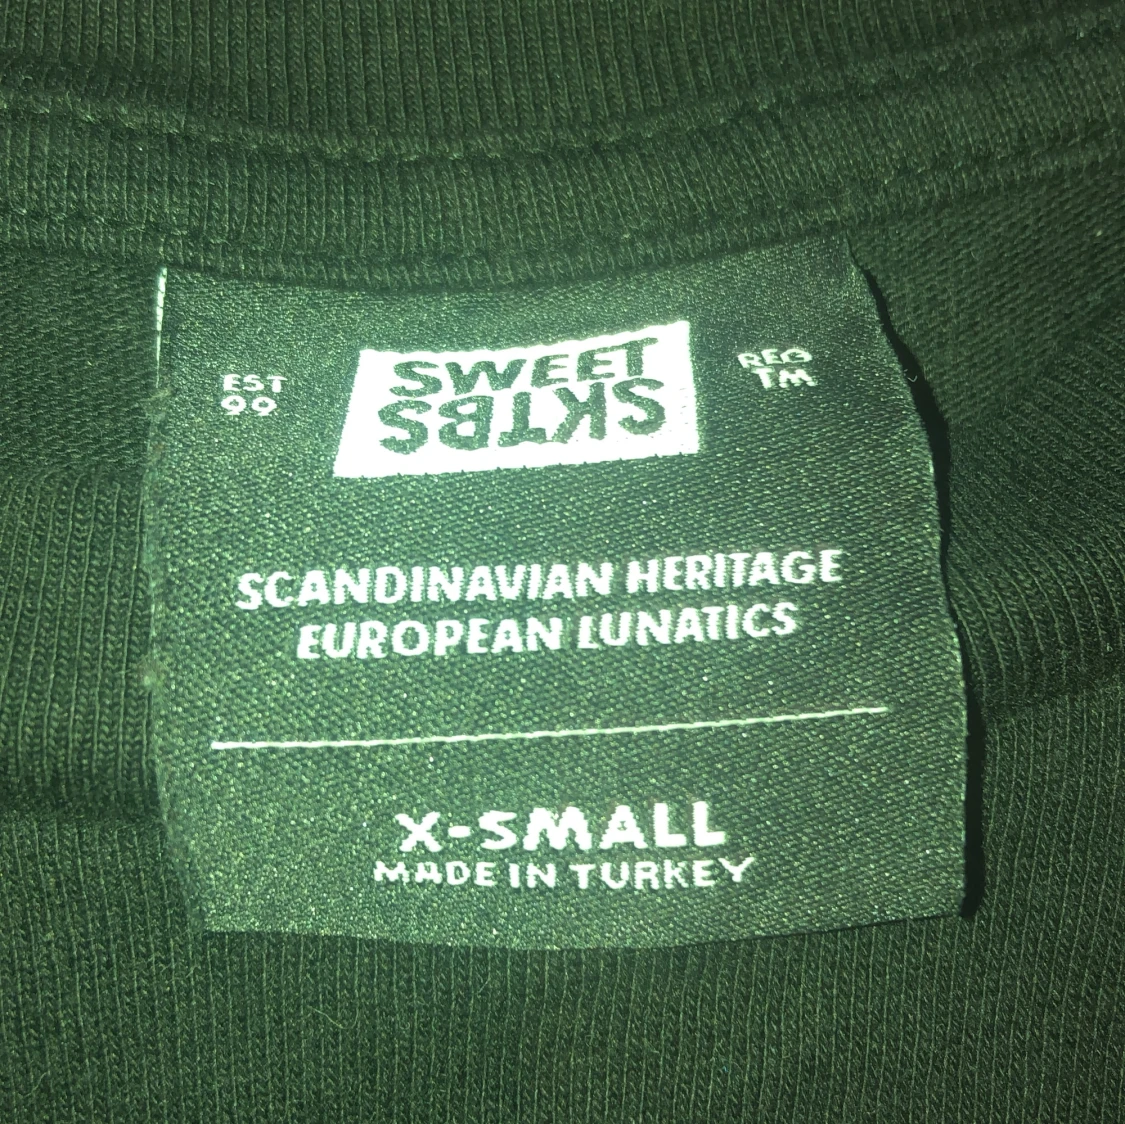 EST
99
SWEET
SKTBS
REG
TM
SCANDINAVIAN HERITAGE
EUROPEAN LUNATICS
X-SMALL
MADE IN TURKEY